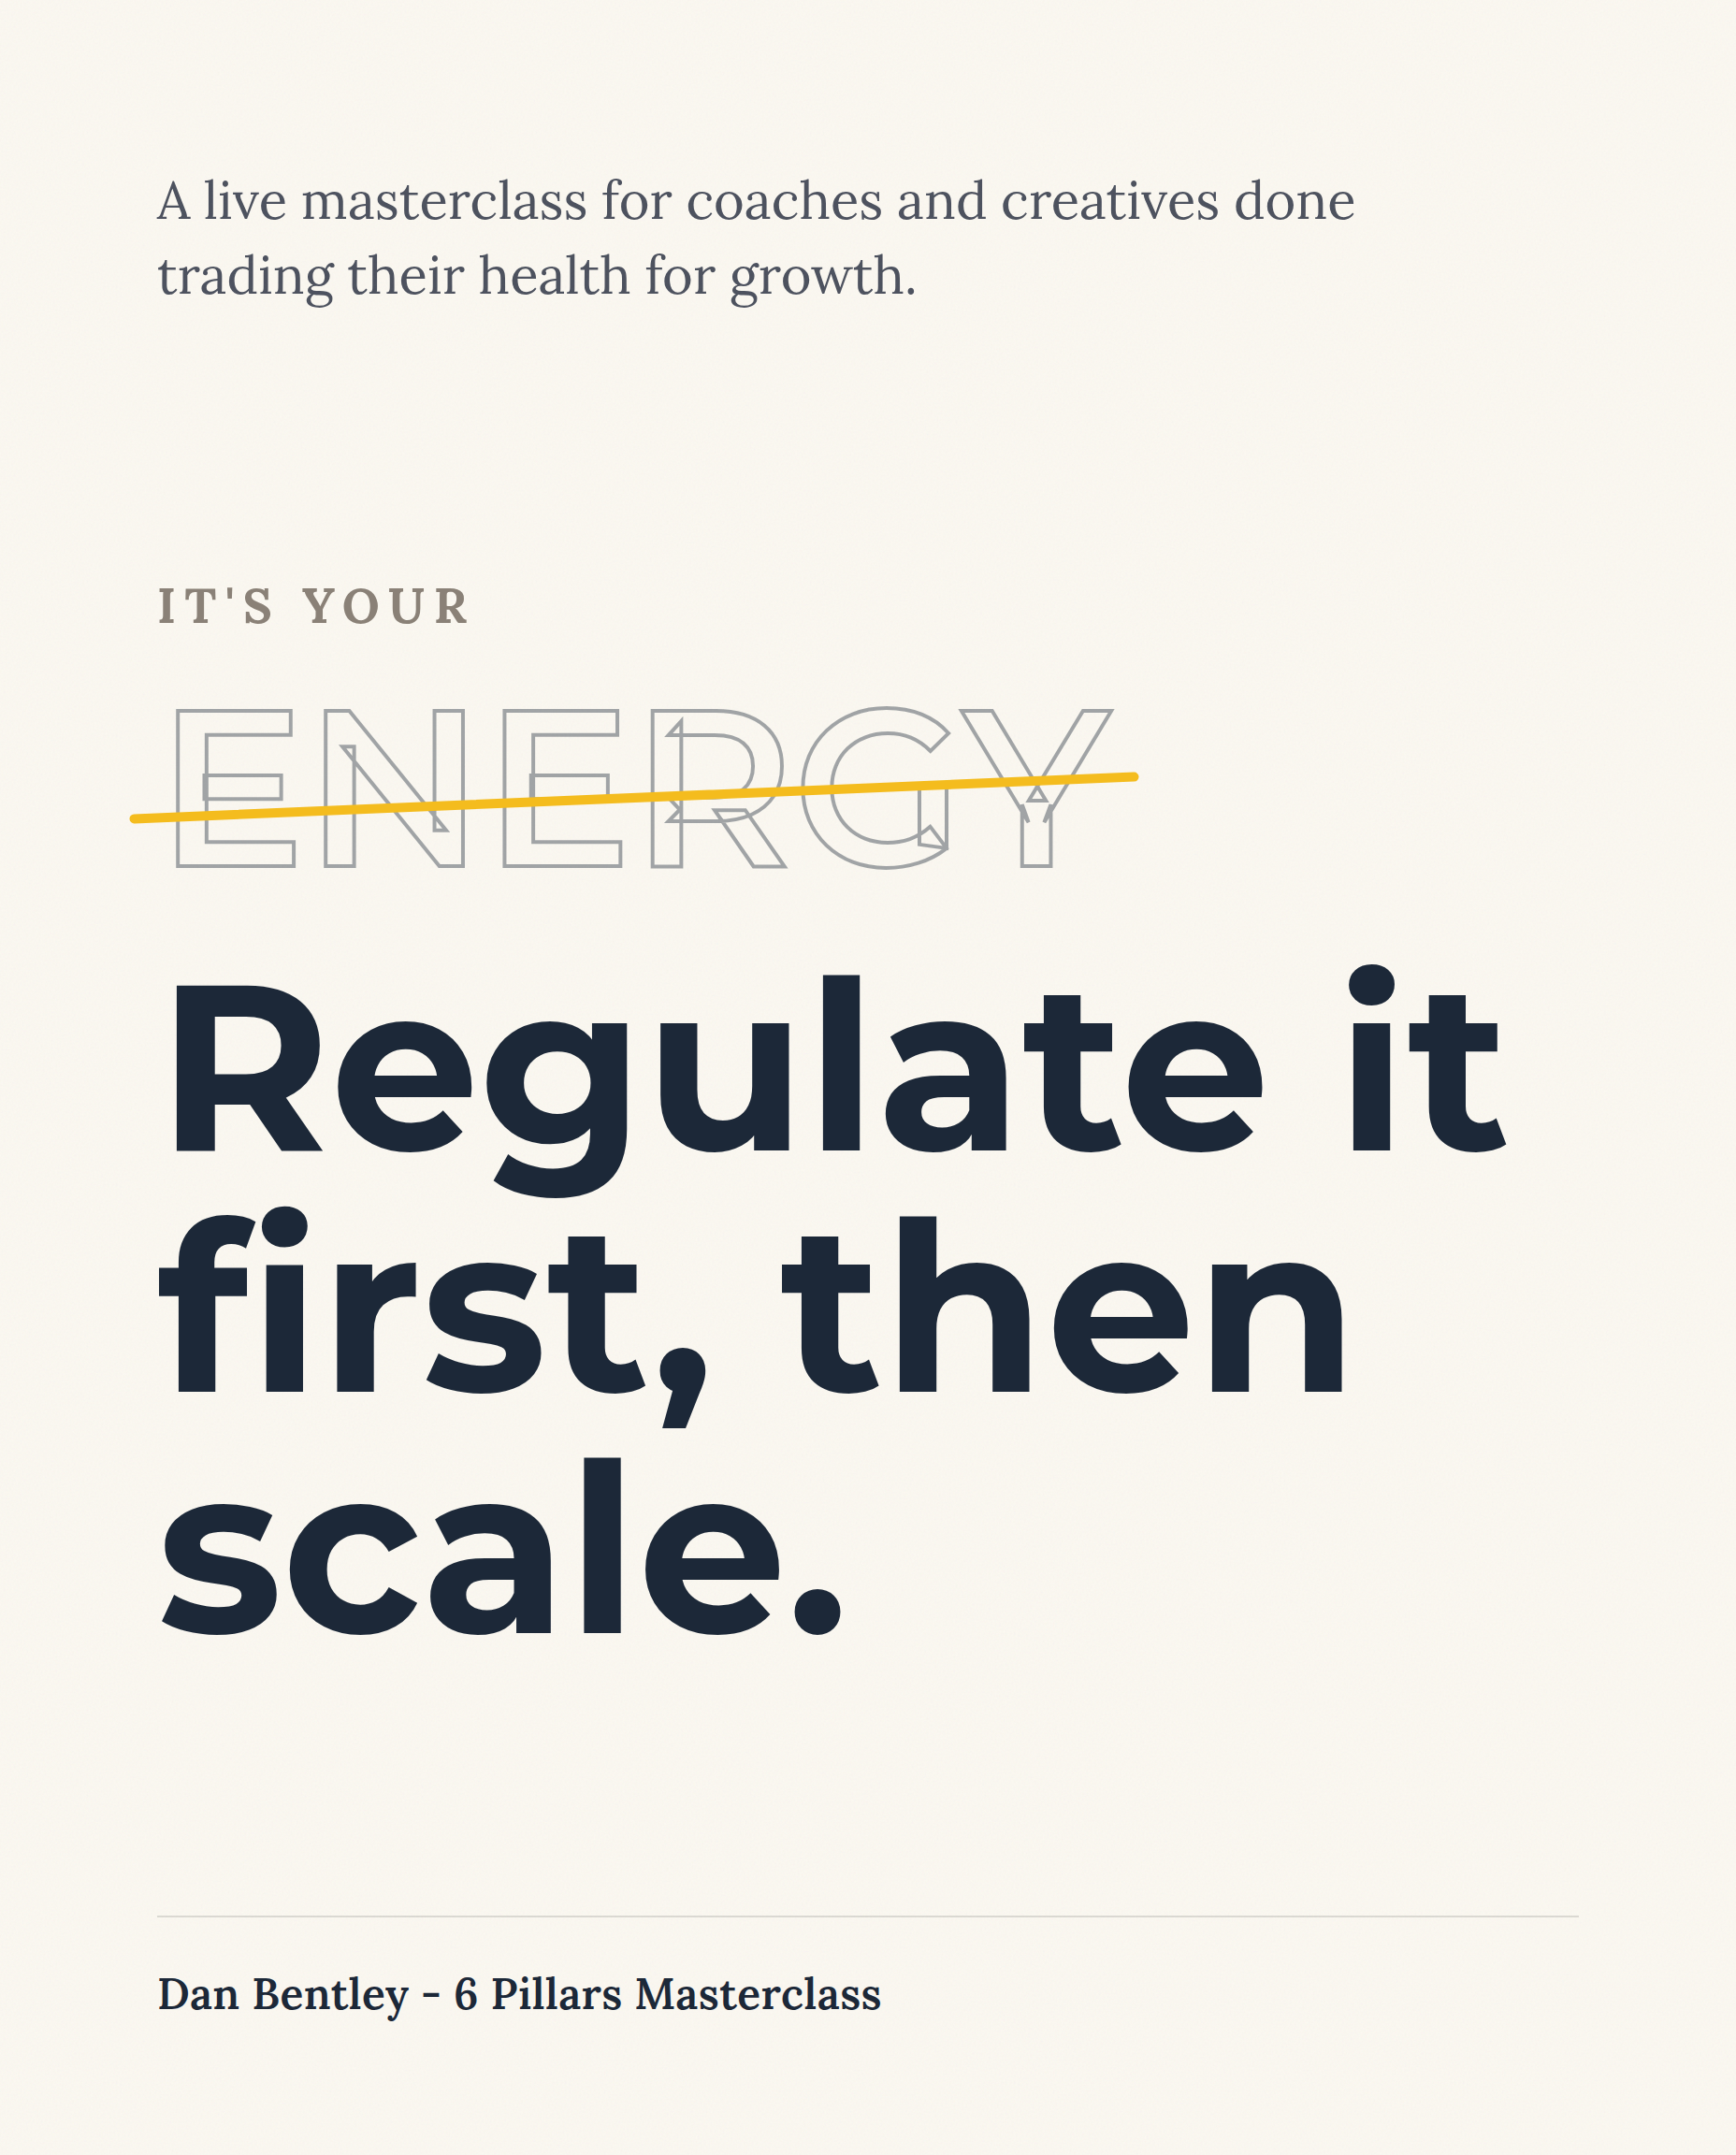 A live masterclass for coaches and creatives done
trading their health for growth.
IT'S YOUR
ENERGY
Regulate it
first, then
scale.
Dan Bentley - 6 Pillars Masterclass